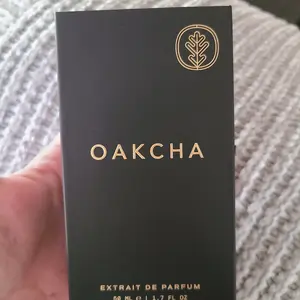 OAKCHA
EXTRAIT DE PARFUM
50 ML ℮ | 1.7 FL OZ